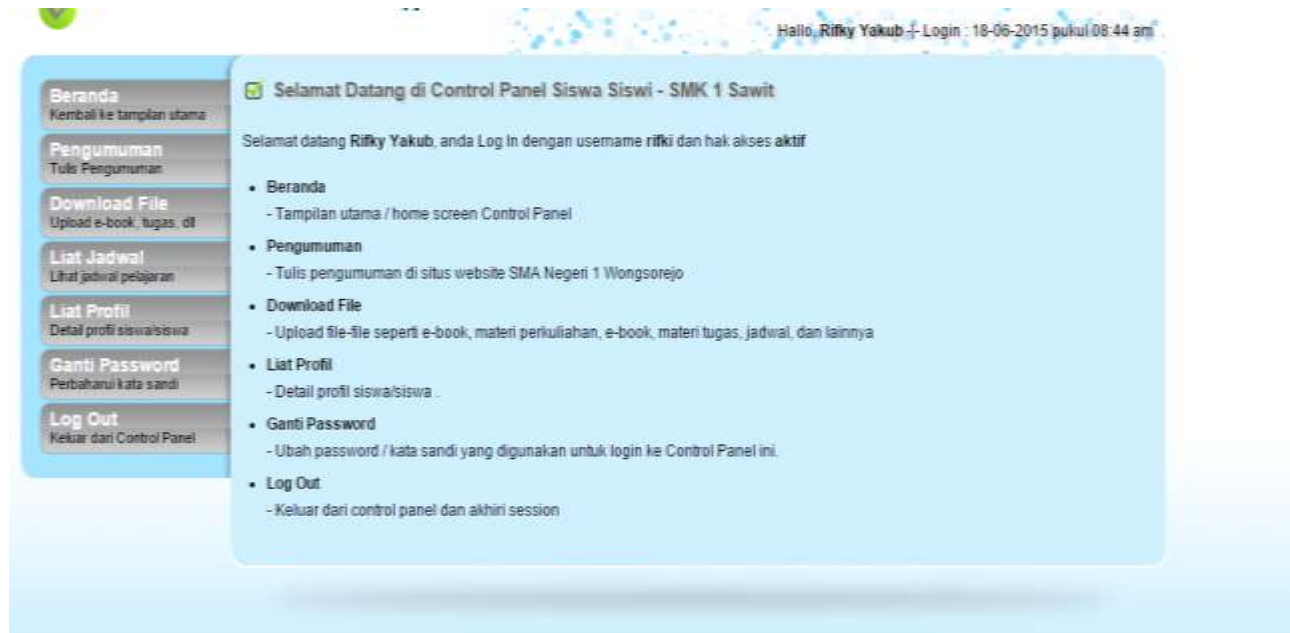 Hallo, Rifky Yakub -|- Login : 18-06-2015 pukul 08:44 am
Beranda
Kembali ke tampilan utama
Pengumuman
Tulis Pengumuman
Download File
Upload e-book, tugas, dll
Liat Jadwal
Lihat jadwal pelajaran
Liat Profil
Detail profil siswa/siswa
Ganti Password
Perbaharui kata sandi
Log Out
Keluar dari Control Panel
Selamat Datang di Control Panel Siswa Siswi - SMK 1 Sawit
Selamat datang Rifky Yakub, anda Log In dengan username rifki dan hak akses aktif
• Beranda
- Tampilan utama / home screen Control Panel
• Pengumuman
- Tulis pengumuman di situs website SMA Negeri 1 Wongsorejo
• Download File
- Upload file-file seperti e-book, materi perkuliahan, e-book, materi tugas, jadwal, dan lainnya
• Liat Profil
- Detail profil siswa/siswa .
• Ganti Password
- Ubah password / kata sandi yang digunakan untuk login ke Control Panel ini.
• Log Out
- Keluar dari control panel dan akhiri session